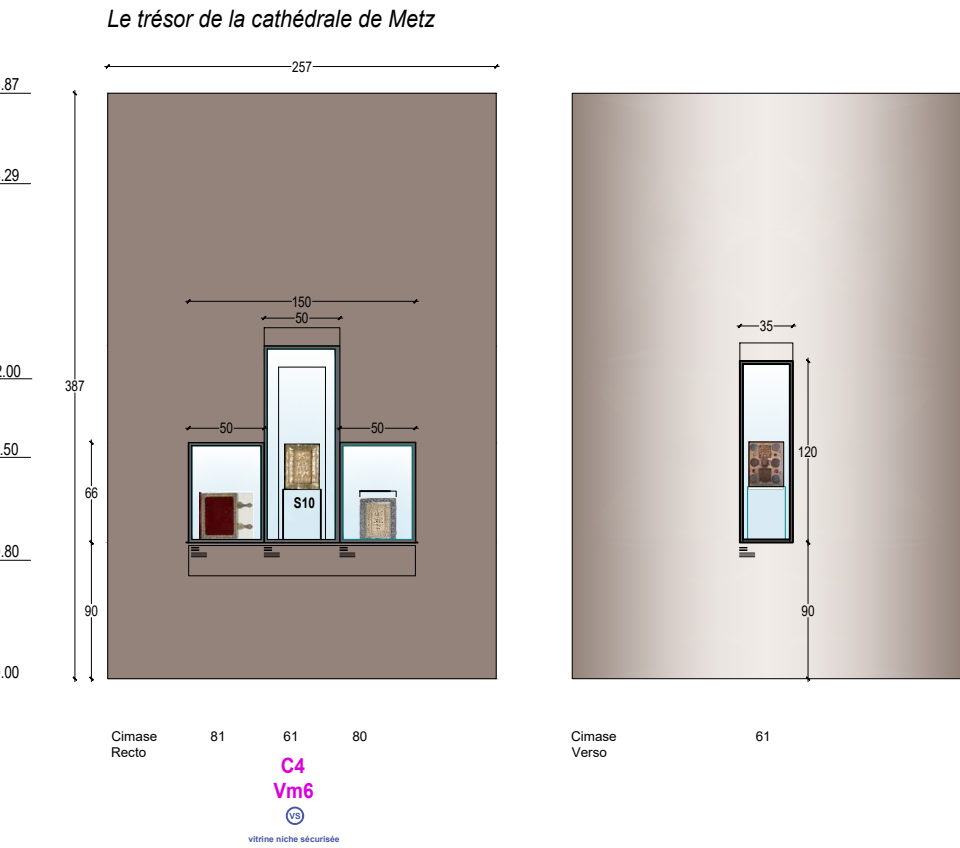 Le trésor de la cathédrale de Metz
257
.87
.29
150
50
35
2.00
387
50
50
.50
120
66
S10
.80
90
90
.00
Cimase 81 61 80
Recto
Cimase 61
Verso
C4
Vm6
VS
vitrine niche sécurisée